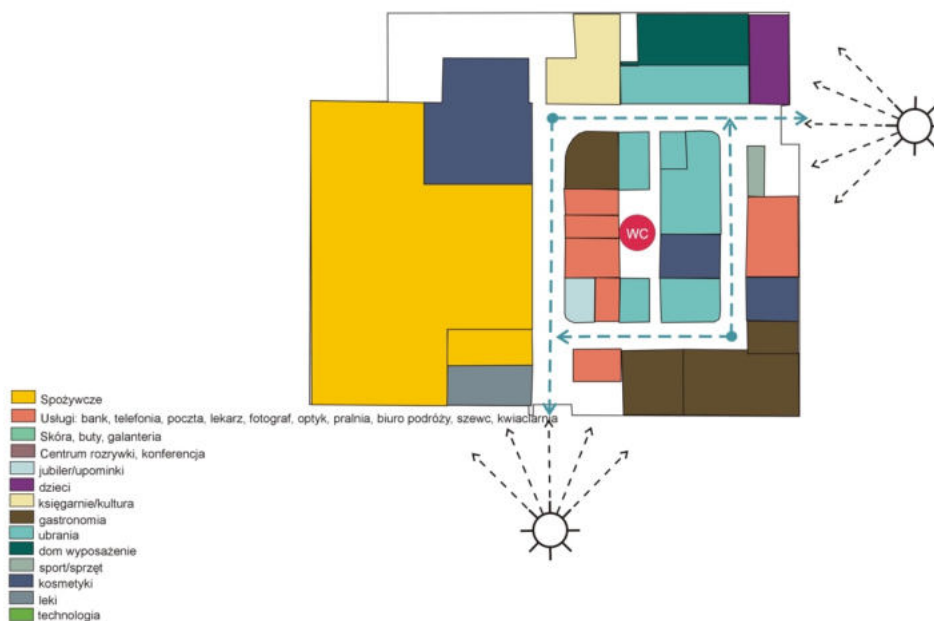 WC
Spożywcze
Usługi: bank, telefonia, poczta, lekarz, fotograf, optyk, pralnia, biuro podróży, szewc, kwiaciarnia
Skóra, buty, galanteria
Centrum rozrywki, konferencja
jubiler/upominki
dzieci
księgarnie/kultura
gastronomia
ubrania
dom wyposażenie
sport/sprzęt
kosmetyki
leki
technologia